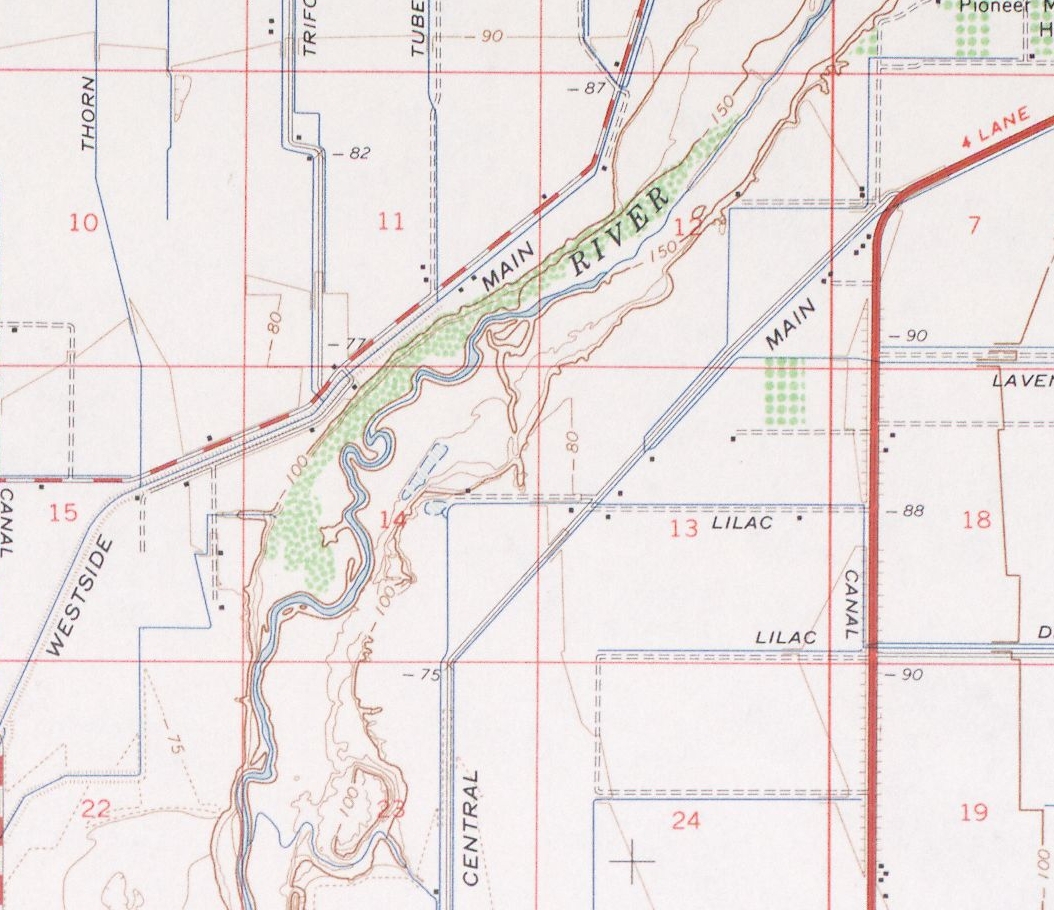 Pioneer M
H
TRIFO
TUBE
90
87
150
4 LANE
THORN
82
10
11
RIVER
12
7
MAIN
150
80
MAIN
77
90
LAVEN
80
100
CANAL
15
14
13
LILAC
88
18
WESTSIDE
100
CANAL
LILAC
D
75
90
75
22
100
23
CENTRAL
24
19
100